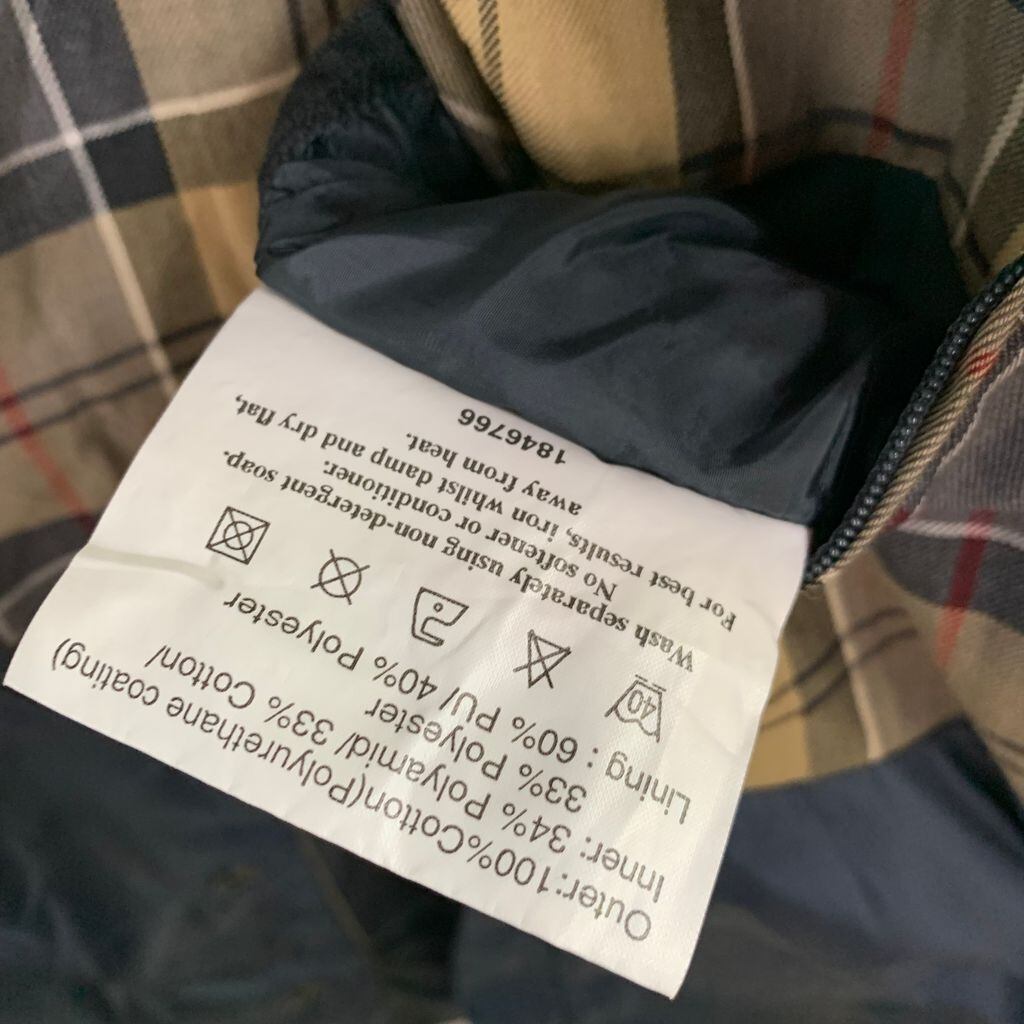 Outer:100%Cotton(Polyurethane coating)
Inner: 34% Polyamid/ 33% Cotton/
33% Polyester
Lining : 60% PU/ 40% Polyester
40
Wash separately using non-detergent soap.
No softener or conditioner.
For best results, iron whilst damp and dry flat,
away from heat.
1846766